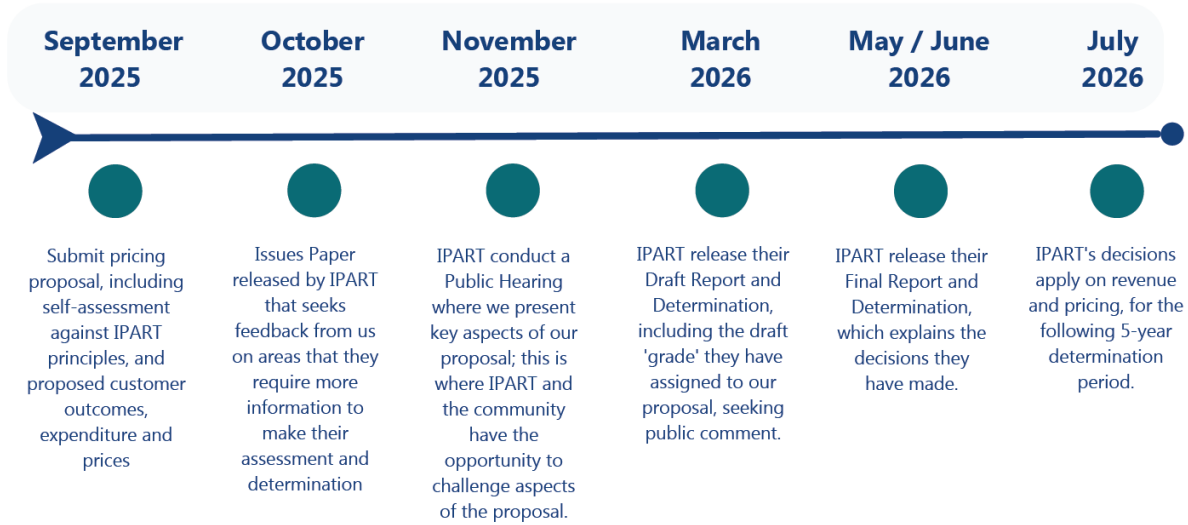 September
2025
October
2025
November
2025
March
2026
May / June
2026
July
2026
Submit pricing
proposal, including
self-assessment
against IPART
principles, and
proposed customer
outcomes,
expenditure and
prices
Issues Paper
released by IPART
that seeks
feedback from us
on areas that they
require more
information to
make their
assessment and
determination
IPART conduct a
Public Hearing
where we present
key aspects of our
proposal; this is
where IPART and
the community
have the
opportunity to
challenge aspects
of the proposal.
IPART release their
Draft Report and
Determination,
including the draft
'grade' they have
assigned to our
proposal, seeking
public comment.
IPART release their
Final Report and
Determination,
which explains the
decisions they
have made.
IPART's decisions
apply on revenue
and pricing, for the
following 5-year
determination
period.